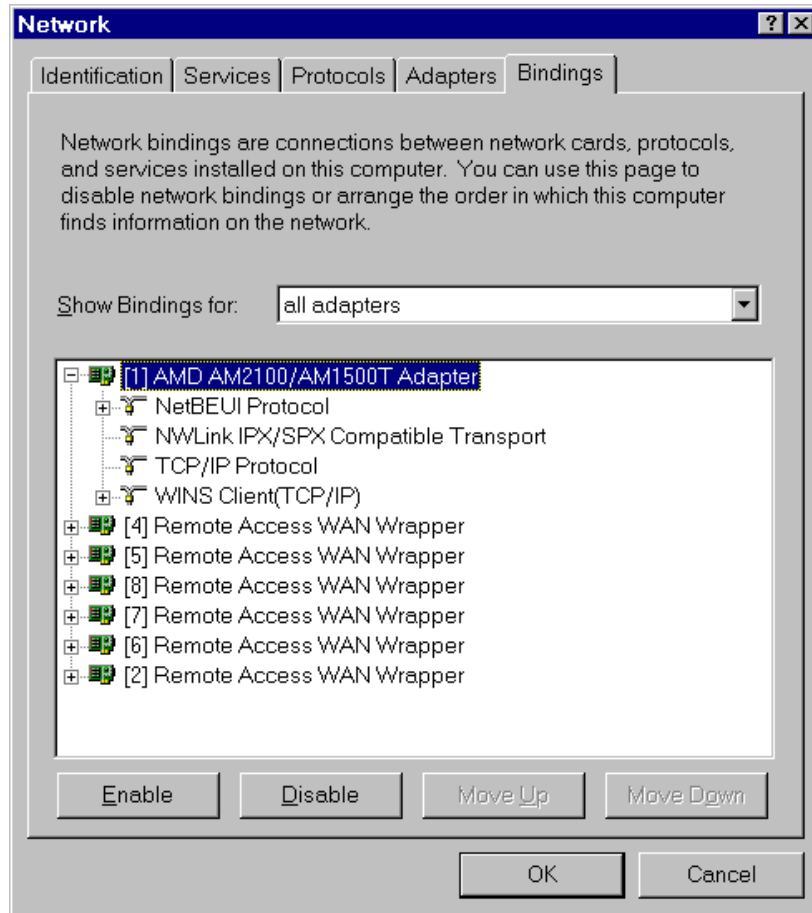 Network
Identification Services Protocols Adapters Bindings
Network bindings are connections between network cards, protocols,
and services installed on this computer. You can use this page to
disable network bindings or arrange the order in which this computer
finds information on the network.
Show Bindings for: all adapters
[1] AMD AM2100/AM1500T Adapter
NetBEUI Protocol
NWLink IPX/SPX Compatible Transport
TCP/IP Protocol
WINS Client(TCP/IP)
[4] Remote Access WAN Wrapper
[5] Remote Access WAN Wrapper
[8] Remote Access WAN Wrapper
[7] Remote Access WAN Wrapper
[6] Remote Access WAN Wrapper
[2] Remote Access WAN Wrapper
Enable Disable Move Up Move Down
OK Cancel